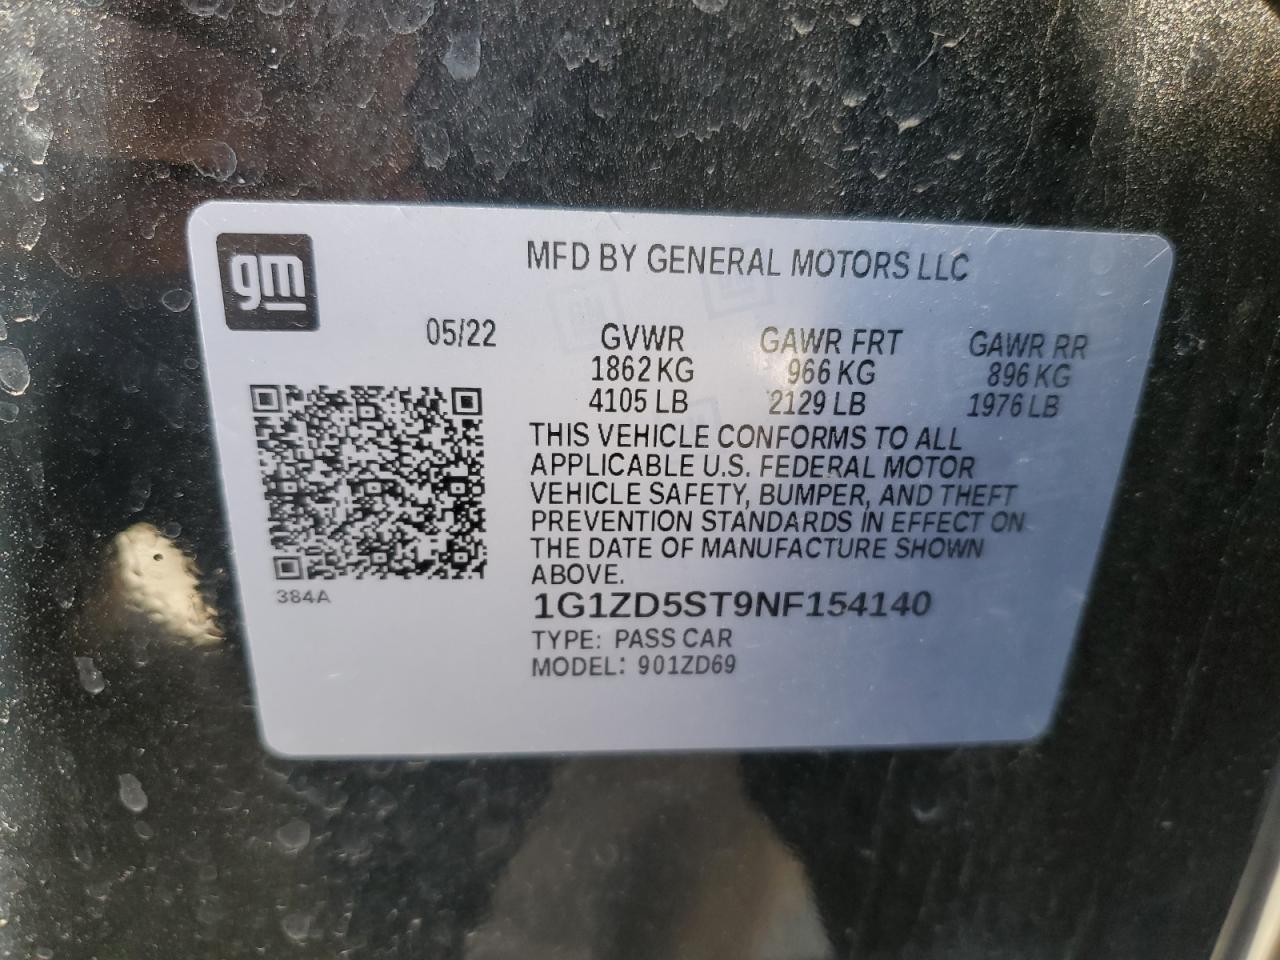 gm
MFD BY GENERAL MOTORS LLC
05/22 GVWR GAWR FRT GAWR RR
1862 KG 966 KG 896 KG
4105 LB 2129 LB 1976 LB
THIS VEHICLE CONFORMS TO ALL
APPLICABLE U.S. FEDERAL MOTOR
VEHICLE SAFETY, BUMPER, AND THEFT
PREVENTION STANDARDS IN EFFECT ON
THE DATE OF MANUFACTURE SHOWN
ABOVE.
384A
1G1ZD5ST9NF154140
TYPE: PASS CAR
MODEL: 901ZD69